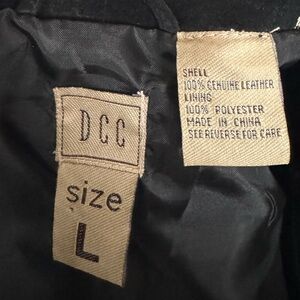 DCC
size
L
SHELL
100% GENUINE LEATHER
LINING
100% POLYESTER
MADE IN CHINA
SEE REVERSE FOR CARE